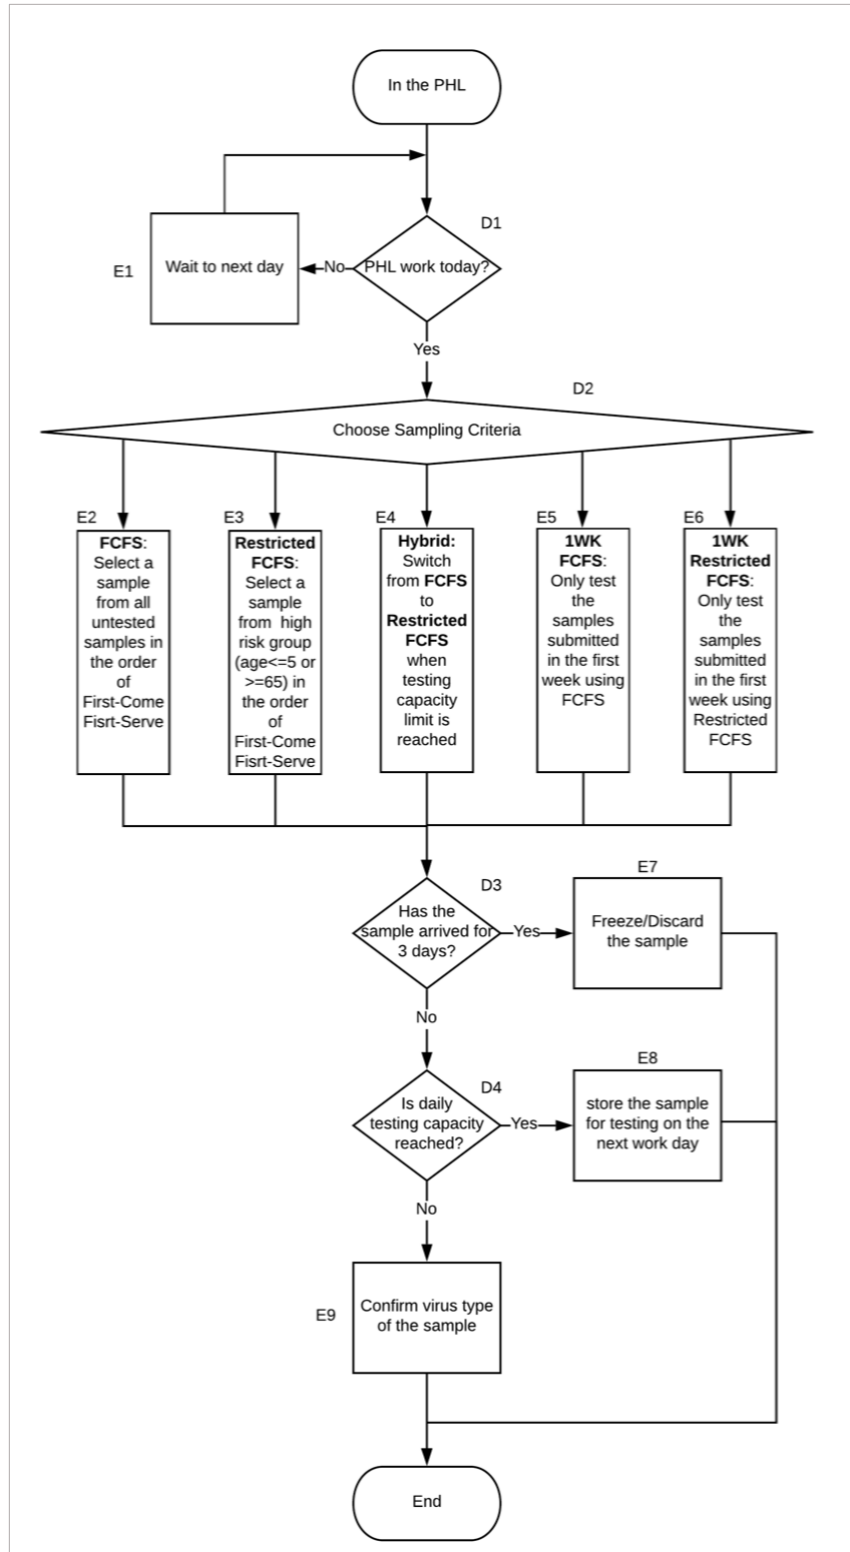 In the PHL
D1
E1
Wait to next day
No
PHL work today?
Yes
D2
Choose Sampling Criteria
E2
FCFS:
Select a
sample
from all
untested
samples in
the order
of
First-Come
Fisrt-Serve
E3
Restricted
FCFS:
Select a
sample
from high
risk group
(age<=5 or
>=65) in
the order
of
First-Come
Fisrt-Serve
E4
Hybrid:
Switch
from FCFS
to
Restricted
FCFS
when
testing
capacity
limit is
reached
E5
1WK
FCFS:
Only test
the
samples
submitted
in the first
week using
FCFS
E6
1WK
Restricted
FCFS:
Only test
the
samples
submitted
in the first
week using
Restricted
FCFS
D3
Has the
sample arrived for
3 days?
Yes
E7
Freeze/Discard
the sample
No
D4
Is daily
testing capacity
reached?
Yes
E8
store the sample
for testing on the
next work day
No
E9
Confirm virus type
of the sample
End